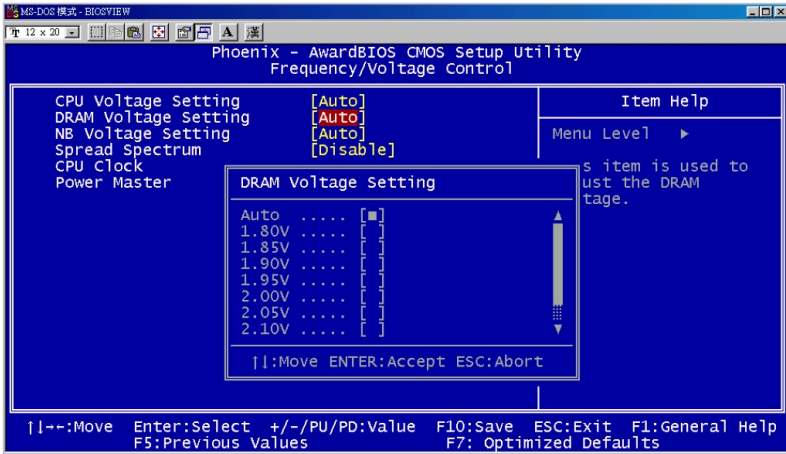 MS-DOS 模式 - BIOSVIEW
12 x 20 A 漢
Phoenix - AwardBIOS CMOS Setup Utility
Frequency/Voltage Control
CPU Voltage Setting [Auto]
DRAM Voltage Setting [Auto]
NB Voltage Setting [Auto]
Spread Spectrum [Disable]
CPU Clock
Power Master
Item Help
Menu Level ▶
s item is used to
ust the DRAM
tage.
DRAM Voltage Setting
Auto ..... [■]
1.80V ..... [ ]
1.85V ..... [ ]
1.90V ..... [ ]
1.95V ..... [ ]
2.00V ..... [ ]
2.05V ..... [ ]
2.10V ..... [ ]
↑↓:Move ENTER:Accept ESC:Abort
↑↓→←:Move Enter:Select +/-/PU/PD:Value F10:Save ESC:Exit F1:General Help
F5:Previous Values F7: Optimized Defaults